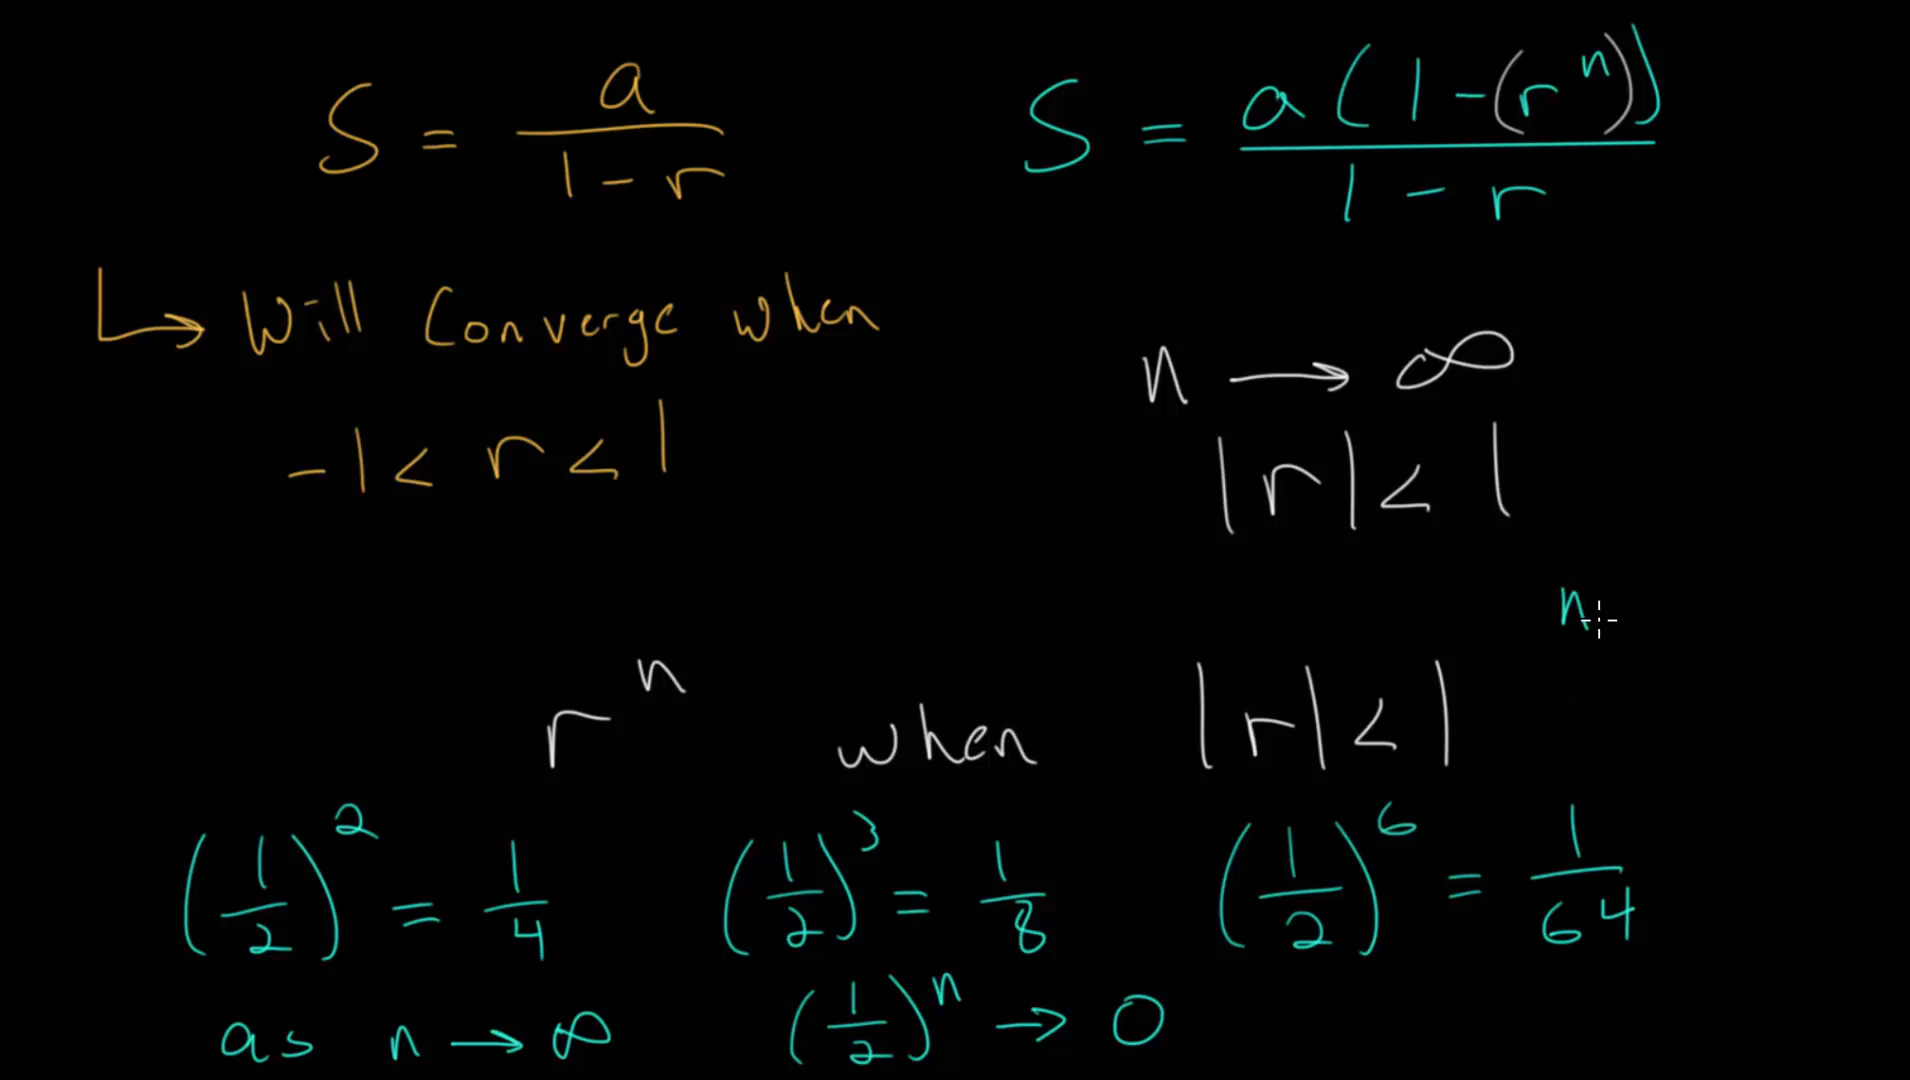 S = a / (1 - r)
S = a(1 - (r^n)) / (1 - r)
↳ Will Converge when
-1 < r < 1
n → ∞
|r| < 1
n
r^n when |r| < 1
(1/2)^2 = 1/4 (1/2)^3 = 1/8 (1/2)^6 = 1/64
as n → ∞ (1/2)^n → 0